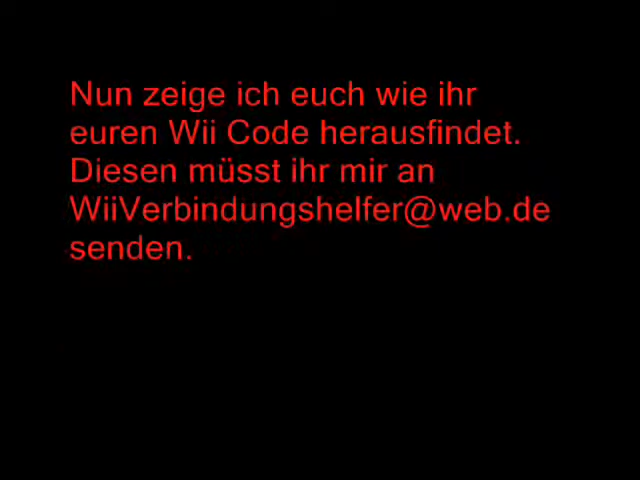 Nun zeige ich euch wie ihr
euren Wii Code herausfindet.
Diesen müsst ihr mir an
WiiVerbindungshelfer@web.de
senden.